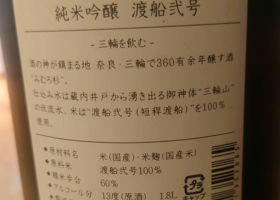 純米吟醸 渡船弐号
- 三輪を飲む -
酒の神が鎮まる地 奈良・三輪で360有余年醸す酒
“みむろ杉”
仕込み水は蔵内井戸から湧き出る御神体“三輪山”
の伏流水、米は“渡船弐号(短稈渡船)”を100%
使用。
●原材料名 米(国産)・米麹(国産米)
●原料米 渡船弐号100%
●精米歩合 60%
●アルコール分 13度(原酒) 1.8L
プラ
キャップ